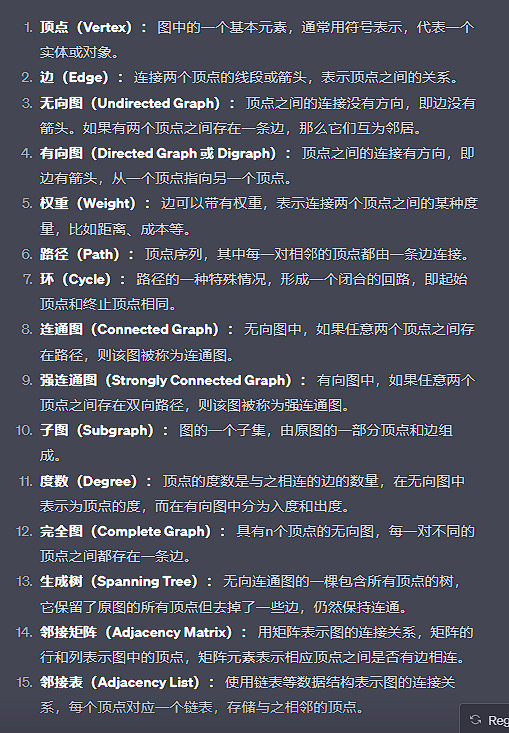 1. 顶点（Vertex）： 图中的一个基本元素，通常用符号表示，代表一个
实体或对象。
2. 边（Edge）： 连接两个顶点的线段或箭头，表示顶点之间的关系。
3. 无向图（Undirected Graph）： 顶点之间的连接没有方向，即边没有
箭头。如果有两个顶点之间存在一条边，那么它们互为邻居。
4. 有向图（Directed Graph 或 Digraph）： 顶点之间的连接有方向，即
边有箭头，从一个顶点指向另一个顶点。
5. 权重（Weight）： 边可以带有权重，表示连接两个顶点之间的某种度
量，比如距离、成本等。
6. 路径（Path）： 顶点序列，其中每一对相邻的顶点都由一条边连接。
7. 环（Cycle）： 路径的一种特殊情况，形成一个闭合的回路，即起始
顶点和终止顶点相同。
8. 连通图（Connected Graph）： 无向图中，如果任意两个顶点之间存
在路径，则该图被称为连通图。
9. 强连通图（Strongly Connected Graph）： 有向图中，如果任意两个
顶点之间存在双向路径，则该图被称为强连通图。
10. 子图（Subgraph）： 图的一个子集，由原图的一部分顶点和边组
成。
11. 度数（Degree）： 顶点的度数是与之相连的边的数量，在无向图中
表示为顶点的度，而在有向图中分为入度和出度。
12. 完全图（Complete Graph）： 具有n个顶点的无向图，每一对不同的
顶点之间都存在一条边。
13. 生成树（Spanning Tree）： 无向连通图的一棵包含所有顶点的树，
它保留了原图的所有顶点但去掉了一些边，仍然保持连通。
14. 邻接矩阵（Adjacency Matrix）： 用矩阵表示图的连接关系，矩阵的
行和列表示图中的顶点，矩阵元素表示相应顶点之间是否有边相连。
15. 邻接表（Adjacency List）： 使用链表等数据结构表示图的连接关
系，每个顶点对应一个链表，存储与之相邻的顶点。
Reg